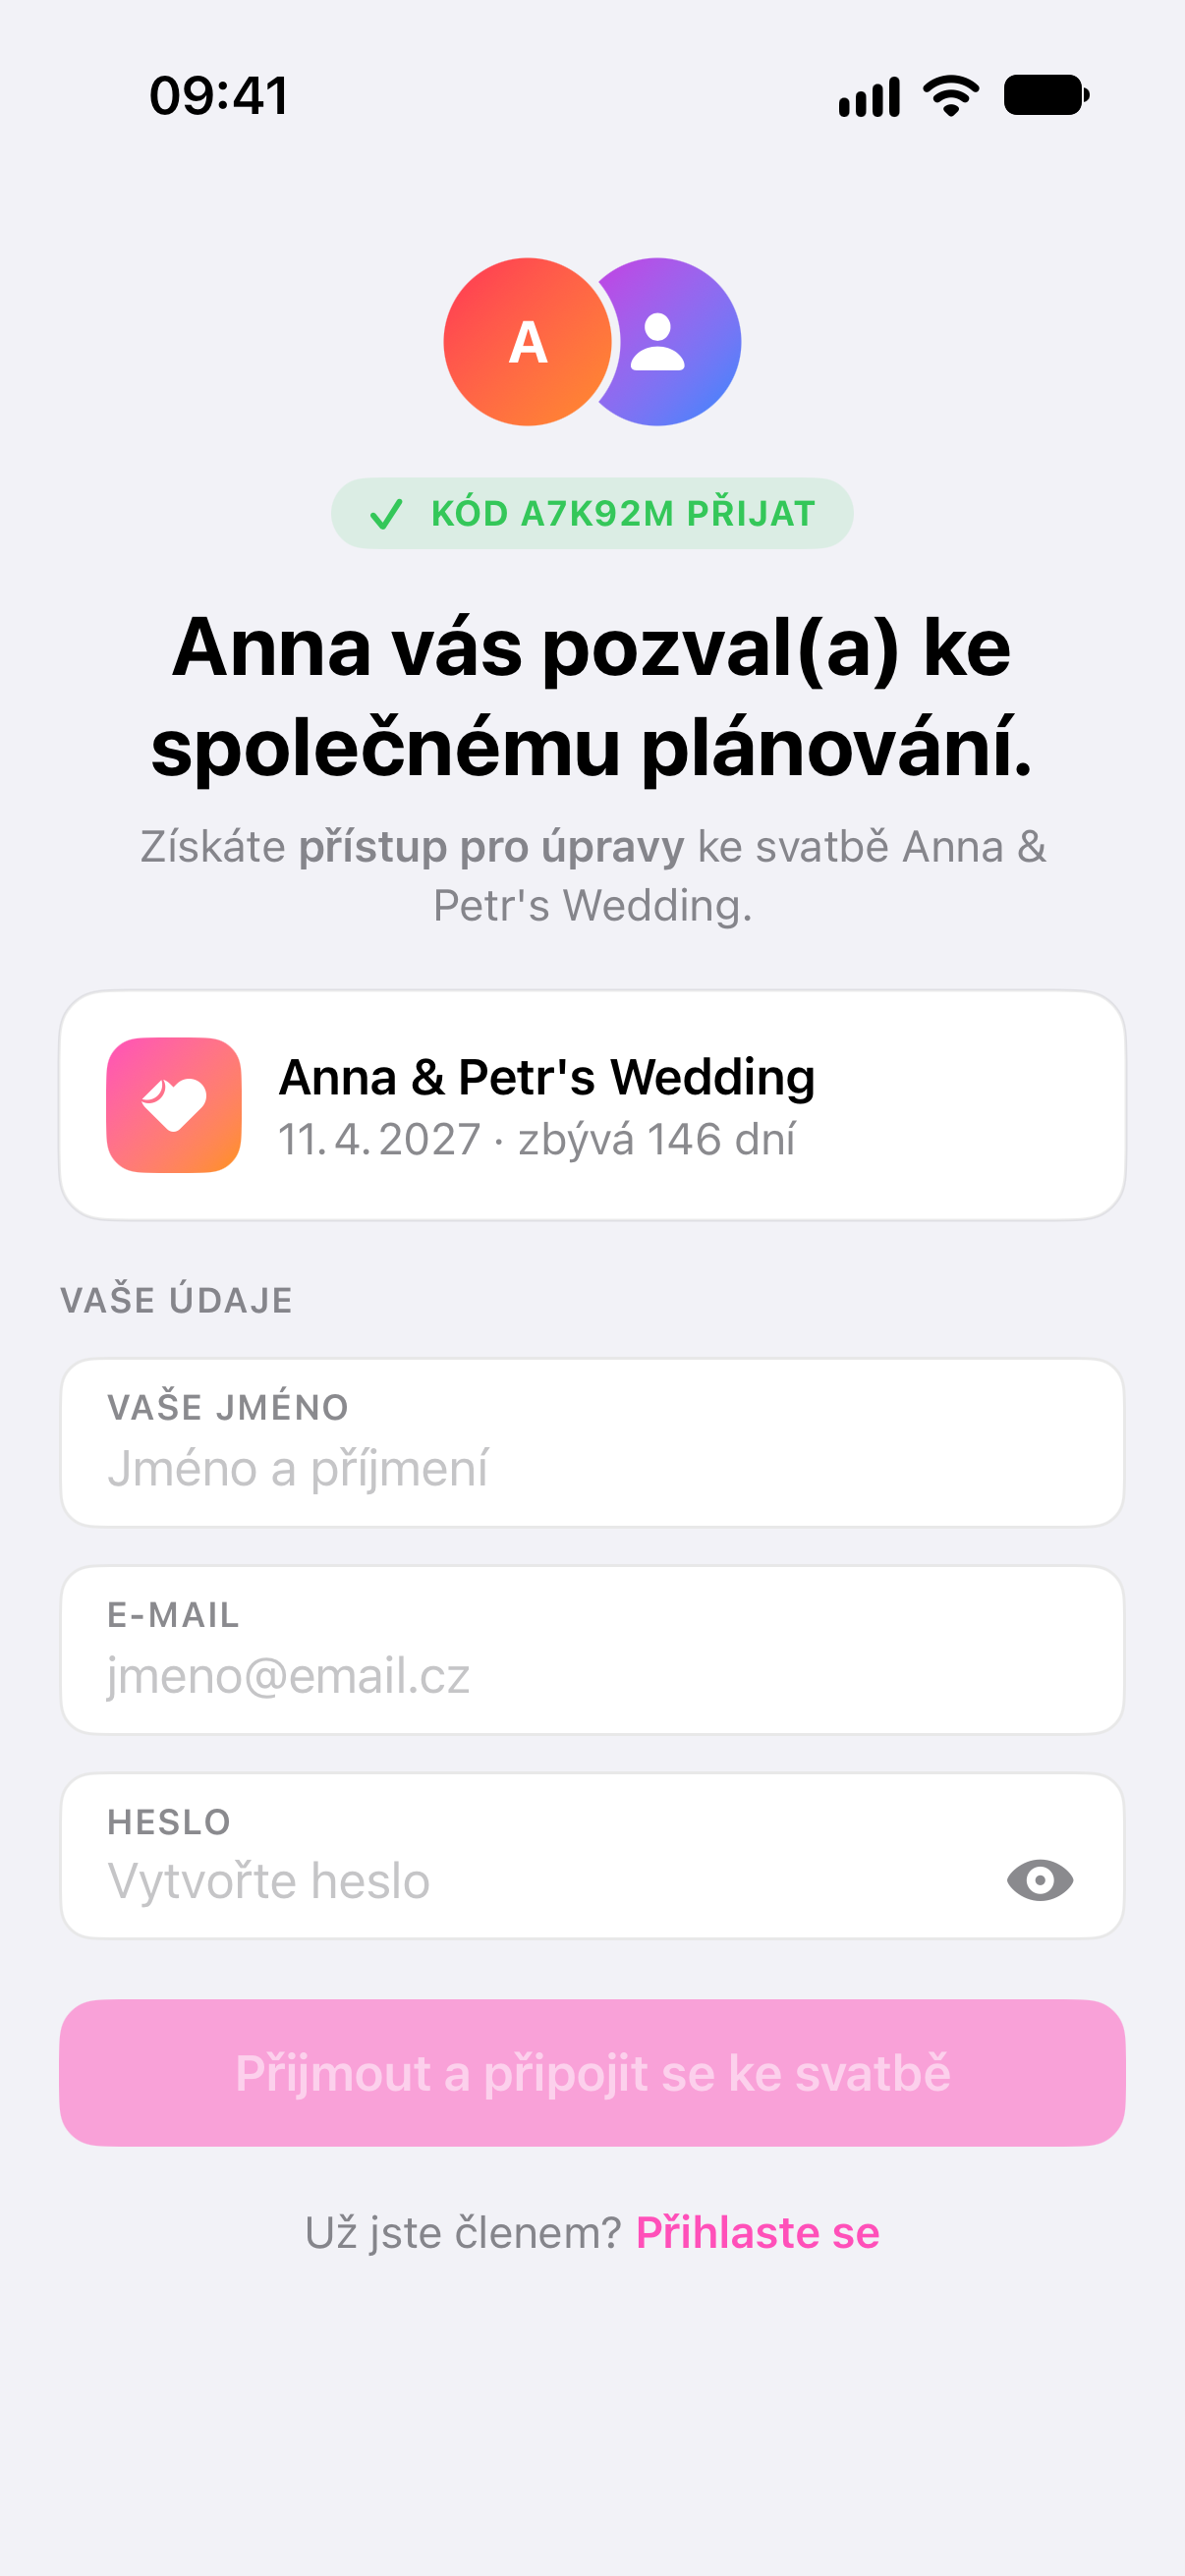 09:41
A
KÓD A7K92M PŘIJAT
Anna vás pozval(a) ke
společnému plánování.
Získáte přístup pro úpravy ke svatbě Anna &
Petr's Wedding.
Anna & Petr's Wedding
11. 4. 2027 · zbývá 146 dní
VAŠE ÚDAJE
VAŠE JMÉNO
Jméno a příjmení
E-MAIL
jmeno@email.cz
HESLO
Vytvořte heslo
Přijmout a připojit se ke svatbě
Už jste členem? Přihlaste se